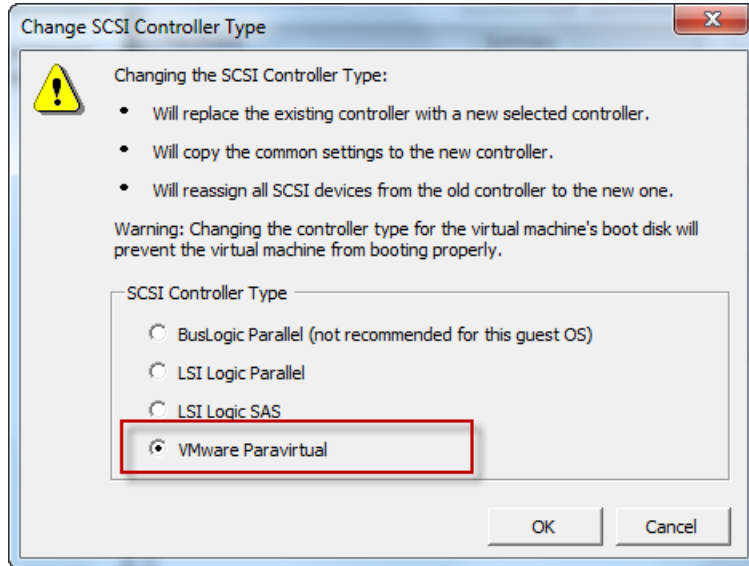 Change SCSI Controller Type
Changing the SCSI Controller Type:
• Will replace the existing controller with a new selected controller.
• Will copy the common settings to the new controller.
• Will reassign all SCSI devices from the old controller to the new one.
Warning: Changing the controller type for the virtual machine's boot disk will
prevent the virtual machine from booting properly.
SCSI Controller Type
BusLogic Parallel (not recommended for this guest OS)
LSI Logic Parallel
LSI Logic SAS
VMware Paravirtual
OK Cancel